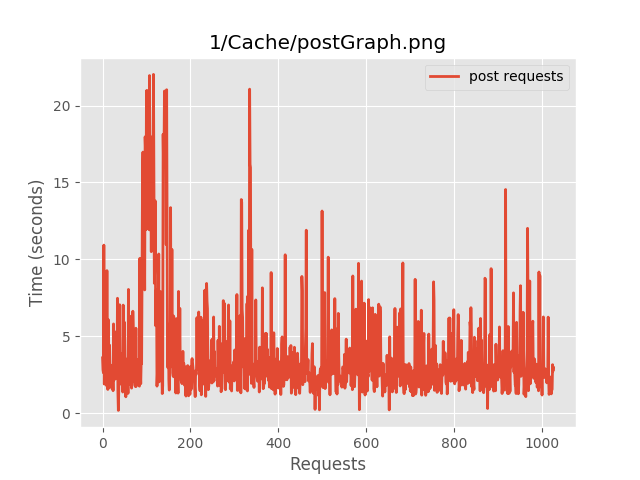 1/Cache/postGraph.png
post requests
Time (seconds)
20
15
10
5
0
0 200 400 600 800 1000
Requests